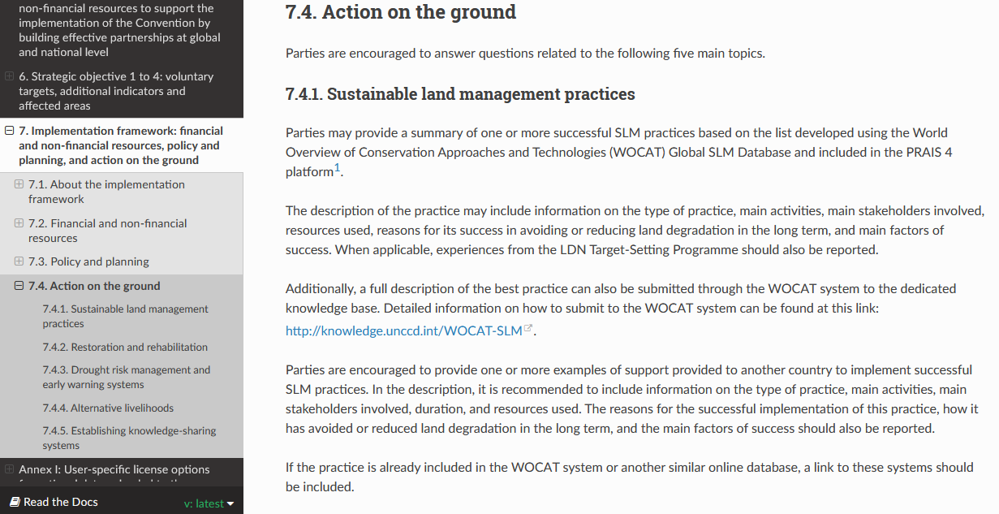 non-financial resources to support the
implementation of the Convention by
building effective partnerships at global
and national level
6. Strategic objective 1 to 4: voluntary
targets, additional indicators and
affected areas
7. Implementation framework: financial
and non-financial resources, policy and
planning, and action on the ground
7.1. About the implementation
framework
7.2. Financial and non-financial
resources
7.3. Policy and planning
7.4. Action on the ground
7.4.1. Sustainable land management
practices
7.4.2. Restoration and rehabilitation
7.4.3. Drought risk management and
early warning systems
7.4.4. Alternative livelihoods
7.4.5. Establishing knowledge-sharing
systems
Annex I: User-specific license options
Read the Docs
v: latest
7.4. Action on the ground
Parties are encouraged to answer questions related to the following five main topics.
7.4.1. Sustainable land management practices
Parties may provide a summary of one or more successful SLM practices based on the list developed using the World
Overview of Conservation Approaches and Technologies (WOCAT) Global SLM Database and included in the PRAIS 4
platform1.
The description of the practice may include information on the type of practice, main activities, main stakeholders involved,
resources used, reasons for its success in avoiding or reducing land degradation in the long term, and main factors of
success. When applicable, experiences from the LDN Target-Setting Programme should also be reported.
Additionally, a full description of the best practice can also be submitted through the WOCAT system to the dedicated
knowledge base. Detailed information on how to submit to the WOCAT system can be found at this link:
http://knowledge.unccd.int/WOCAT-SLM.
Parties are encouraged to provide one or more examples of support provided to another country to implement successful
SLM practices. In the description, it is recommended to include information on the type of practice, main activities, main
stakeholders involved, duration, and resources used. The reasons for the successful implementation of this practice, how it
has avoided or reduced land degradation in the long term, and the main factors of success should also be reported.
If the practice is already included in the WOCAT system or another similar online database, a link to these systems should
be included.